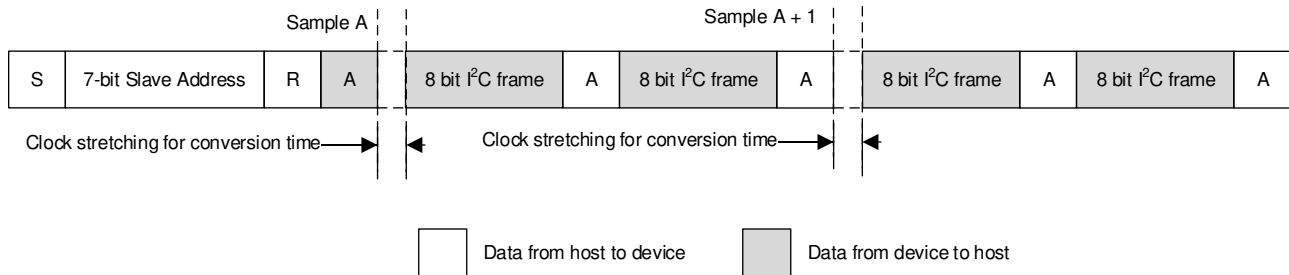 Sample A
Sample A + 1
S 7-bit Slave Address R A 8 bit I²C frame A 8 bit I²C frame A 8 bit I²C frame A 8 bit I²C frame A
Clock stretching for conversion time Clock stretching for conversion time
Data from host to device Data from device to host